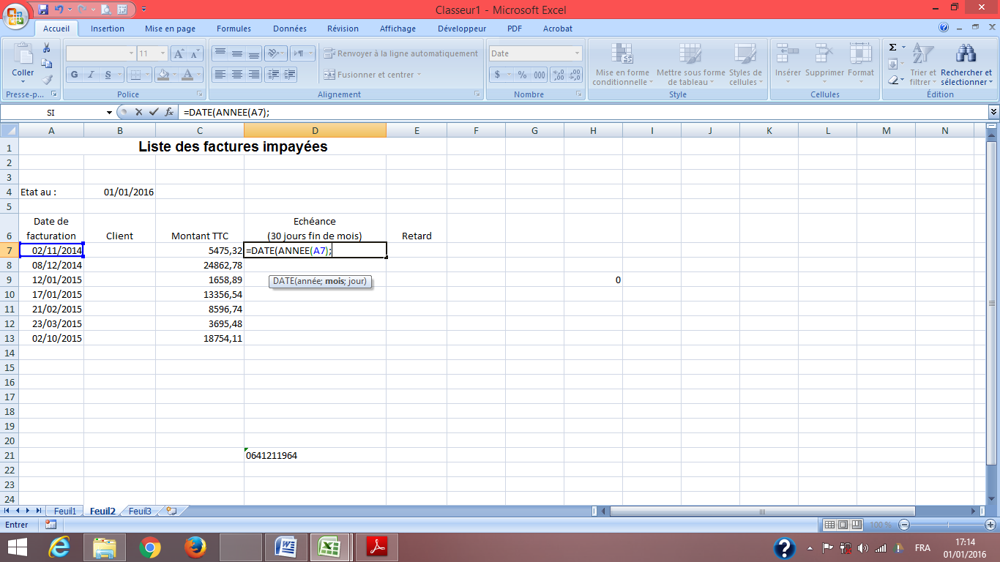 Classeur1 - Microsoft Excel
Accueil Insertion Mise en page Formules Données Révision Affichage Développeur PDF Acrobat
Coller
11
G I S
Renvoyer à la ligne automatiquement
Fusionner et centrer
Date
$ % 000
Mise en forme conditionnelle
Mettre sous forme de tableau
Styles de cellules
Insérer Supprimer Format
Σ
Trier et filtrer
Rechercher et sélectionner
Presse-p... Police Alignement Nombre Style Cellules Édition
SI fx =DATE(ANNEE(A7);
A B C D E F G H I J K L M N
1 Liste des factures impayées
2
3
4 Etat au : 01/01/2016
5
Date de Echéance
6 facturation Client Montant TTC (30 jours fin de mois) Retard
7 02/11/2014 5475,32 =DATE(ANNEE(A7);
8 08/12/2014 24862,78
DATE(année; mois; jour)
9 12/01/2015 1658,89 0
10 17/01/2015 13356,54
11 21/02/2015 8596,74
12 23/03/2015 3695,48
13 02/10/2015 18754,11
14
15
16
17
18
19
20
21 0641211964
22
23
24
Feuil1 Feuil2 Feuil3
Entrer 100 %
FRA 17:14
01/01/2016